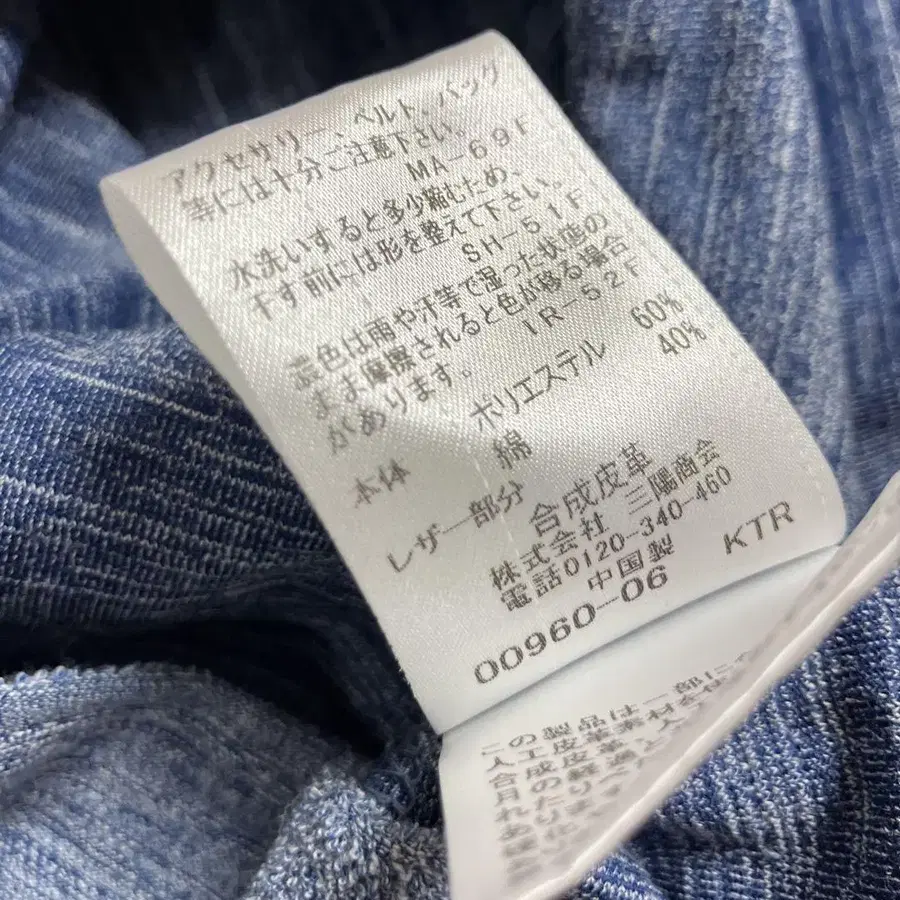 アクセサリー、ベルト、バッグ
等には十分ご注意下さい。
MA-69F
水洗いすると多少縮むため、
干す前には形を整えて下さい。
SH-51F
濃色は雨や汗等で湿った状態の
まま摩擦されると色が移る場合
があります。 IR-52F
本体 ポリエステル 60%
綿 40%
レザー部分
合成皮革
株式会社 三陽商会
電話0120-340-460
中国製 KTR
00960-06
この製品は一部に
人工皮革素材を
合成皮革
月の経過と